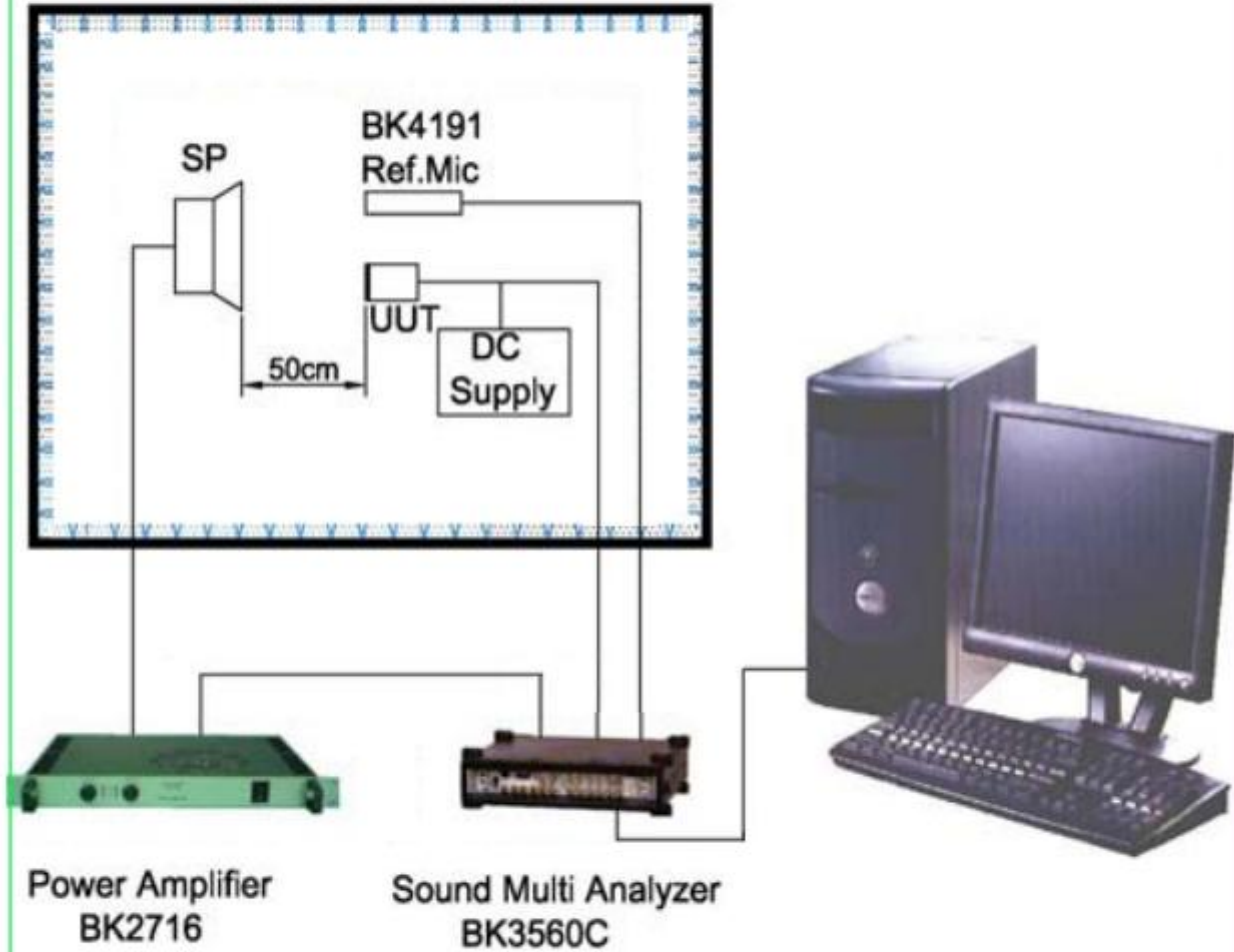 SP
BK4191
Ref.Mic
UUT
50cm
DC
Supply
Power Amplifier
BK2716
Sound Multi Analyzer
BK3560C